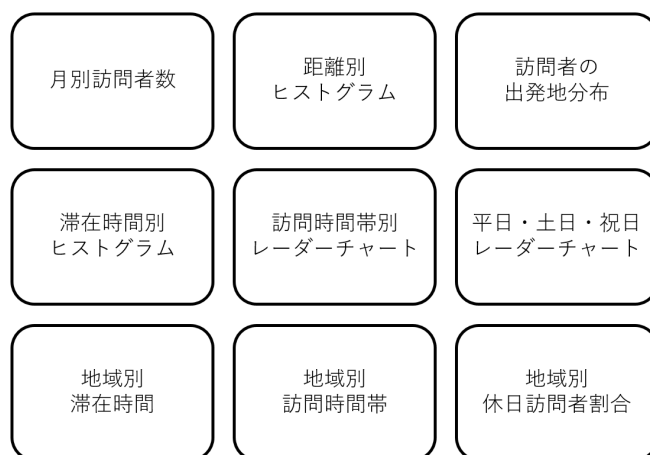 月別訪問者数
距離別
ヒストグラム
訪問者の
出発地分布
滞在時間別
ヒストグラム
訪問時間帯別
レーダーチャート
平日・土日・祝日
レーダーチャート
地域別
滞在時間
地域別
訪問時間帯
地域別
休日訪問者割合